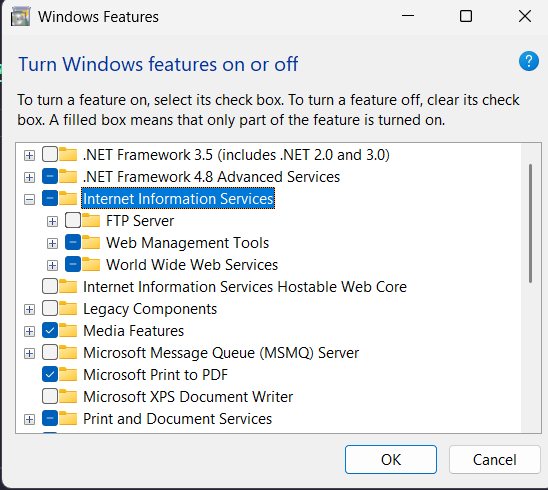 Windows Features
Turn Windows features on or off
?
To turn a feature on, select its check box. To turn a feature off, clear its check
box. A filled box means that only part of the feature is turned on.
.NET Framework 3.5 (includes .NET 2.0 and 3.0)
.NET Framework 4.8 Advanced Services
Internet Information Services
FTP Server
Web Management Tools
World Wide Web Services
Internet Information Services Hostable Web Core
Legacy Components
Media Features
Microsoft Message Queue (MSMQ) Server
Microsoft Print to PDF
Microsoft XPS Document Writer
Print and Document Services
OK
Cancel